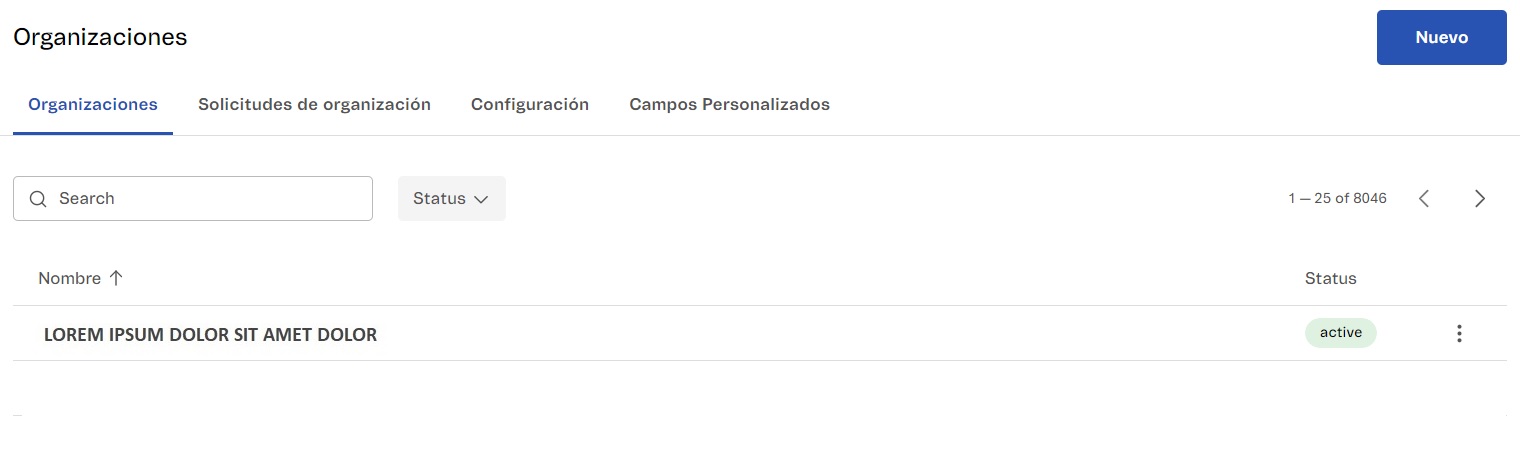 Organizaciones
Nuevo
Organizaciones Solicitudes de organización Configuración Campos Personalizados
Search Status 1 — 25 of 8046
Nombre Status
LOREM IPSUM DOLOR SIT AMET DOLOR active